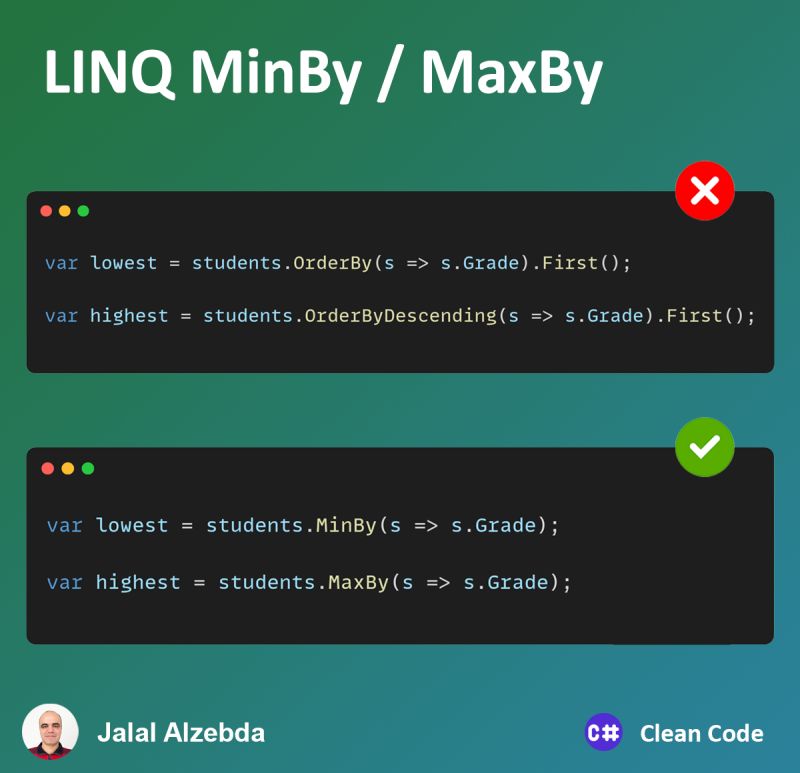 LINQ MinBy / MaxBy
var lowest = students.OrderBy(s => s.Grade).First();
var highest = students.OrderByDescending(s => s.Grade).First();
var lowest = students.MinBy(s => s.Grade);
var highest = students.MaxBy(s => s.Grade);
Jalal Alzebda
C# Clean Code